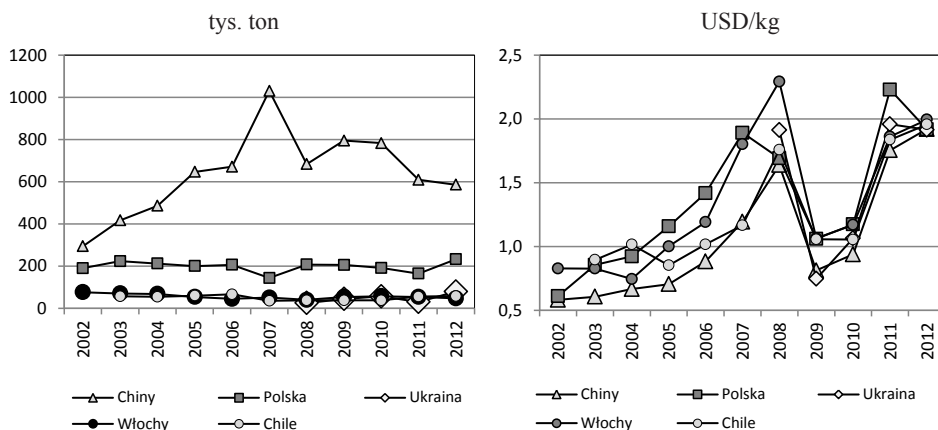 tys. ton
1200
1000
800
600
400
200
0
2002
2003
2004
2005
2006
2007
2008
2009
2010
2011
2012
Chiny
Polska
Ukraina
Włochy
Chile
USD/kg
2,5
2,0
1,5
1,0
0,5
2002
2003
2004
2005
2006
2007
2008
2009
2010
2011
2012
Chiny
Polska
Ukraina
Włochy
Chile